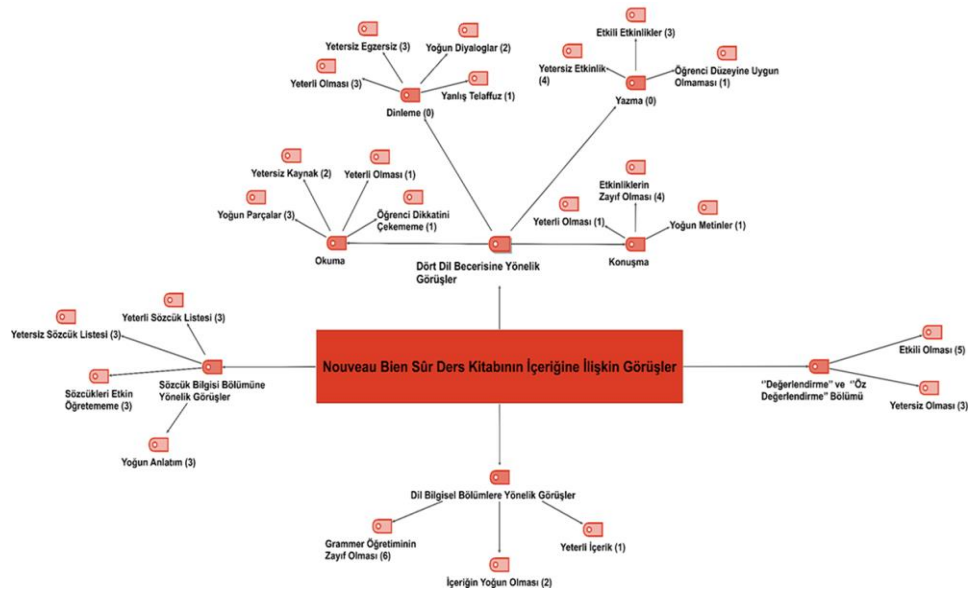 Etkili Etkinlikler (3)
Yetersiz Egzersiz (3)
Yoğun Diyaloglar (2)
Yetersiz Etkinlik
(4)
Öğrenci Düzeyine Uygun
Olmaması (1)
Yeterli Olması (3)
Yanlış Telaffuz (1)
Dinleme (0)
Yazma (0)
Yetersiz Kaynak (2)
Yeterli Olması (1)
Yoğun Parçalar (3)
Öğrenci Dikkatini
Çekememe (1)
Okuma
Etkinliklerin
Zayıf Olması (4)
Yeterli Olması (1)
Yoğun Metinler (1)
Konuşma
Dört Dil Becerisine Yönelik
Görüşler
Yeterli Sözcük Listesi (3)
Yetersiz Sözcük Listesi (3)
Sözcük Bilgisi Bölümüne
Yönelik Görüşler
Sözcükleri Etkin
Öğretememe (3)
Yoğun Anlatım (3)
Nouveau Bien Sûr Ders Kitabının İçeriğine İlişkin Görüşler
Etkili Olması (5)
"Değerlendirme" ve "Öz
Değerlendirme" Bölümü
Yetersiz Olması (3)
Dil Bilgisel Bölümlere Yönelik Görüşler
Grammer Öğretiminin
Zayıf Olması (6)
Yeterli İçerik (1)
İçeriğin Yoğun Olması (2)